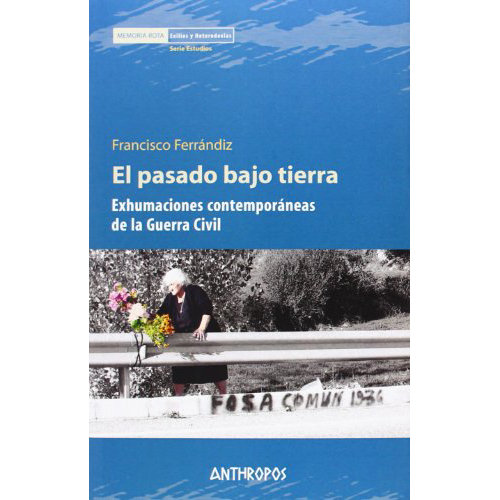 MEMORIA ROTA Exilios y Heterodoxias
Serie Estudios
Francisco Ferrándiz
El pasado bajo tierra
Exhumaciones contemporáneas
de la Guerra Civil
FOSA COMUN 1936
ANTHROPOS